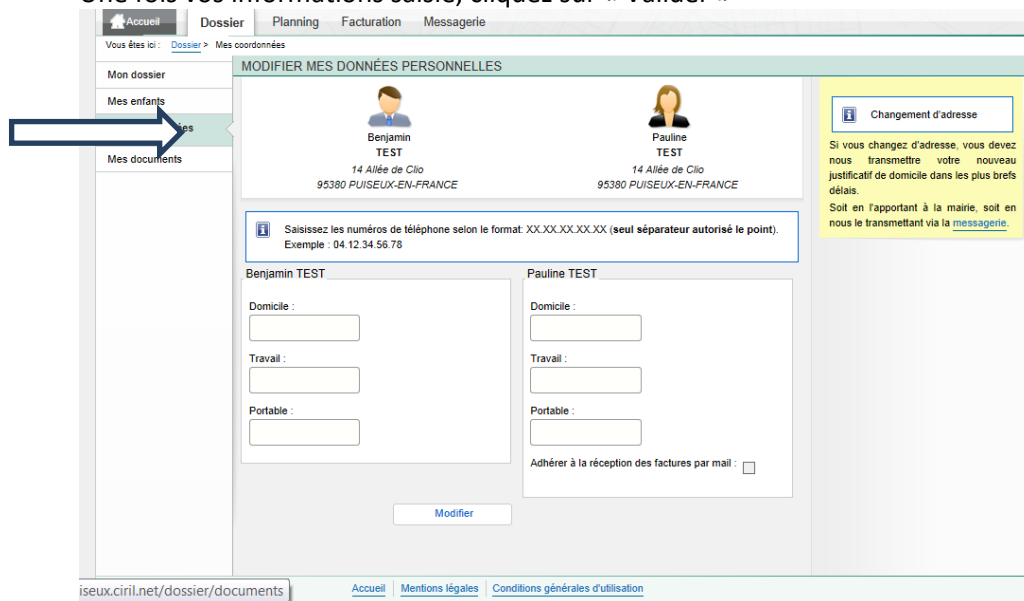 Accueil Dossier Planning Facturation Messagerie
Vous êtes ici : Dossier > Mes coordonnées
MODIFIER MES DONNÉES PERSONNELLES
Mon dossier
Mes enfants
Mes documents
Benjamin
TEST
14 Allée de Clio
95380 PUISEUX-EN-FRANCE
Pauline
TEST
14 Allée de Clio
95380 PUISEUX-EN-FRANCE
Changement d'adresse
Si vous changez d'adresse, vous devez
nous transmettre votre nouveau
justificatif de domicile dans les plus brefs
délais.
Soit en l'apportant à la mairie, soit en
nous le transmettant via la messagerie.
Saisissez les numéros de téléphone selon le format: XX.XX.XX.XX.XX (seul séparateur autorisé le point).
Exemple : 04.12.34.56.78
Benjamin TEST
Domicile :
Travail :
Portable :
Pauline TEST
Domicile :
Travail :
Portable :
Adhérer à la réception des factures par mail :
Modifier
iseux.ciril.net/dossier/documents
Accueil Mentions légales Conditions générales d'utilisation